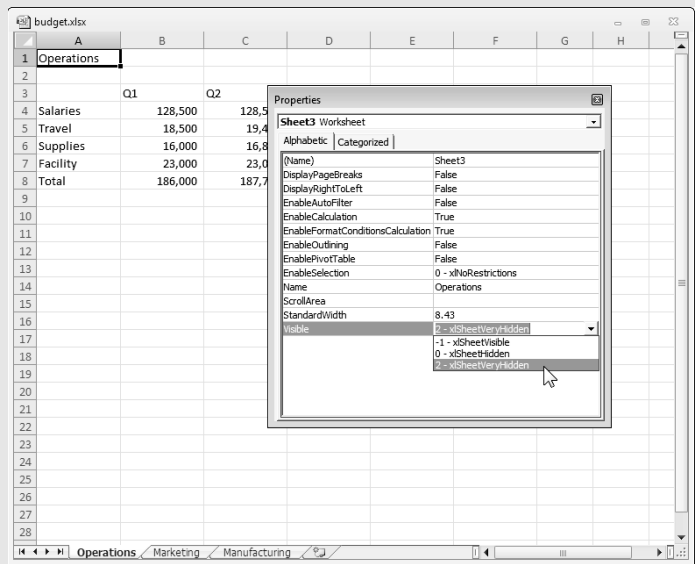 budget.xlsx
A B C D E F G H
1 Operations
2
3 Q1 Q2
4 Salaries 128,500 128,5
5 Travel 18,500 19,4
6 Supplies 16,000 16,8
7 Facility 23,000 23,0
8 Total 186,000 187,7
9
10
11
12
13
14
15
16
17
18
19
20
21
22
23
24
25
26
27
28
Properties
Sheet3 Worksheet
Alphabetic Categorized
(Name) Sheet3
DisplayPageBreaks False
DisplayRightToLeft False
EnableAutoFilter False
EnableCalculation True
EnableFormatConditionsCalculation True
EnableOutlining False
EnablePivotTable False
EnableSelection 0 - xlNoRestrictions
Name Operations
ScrollArea
StandardWidth 8.43
Visible 2 - xlSheetVeryHidden
-1 - xlSheetVisible
0 - xlSheetHidden
2 - xlSheetVeryHidden
Operations Marketing Manufacturing